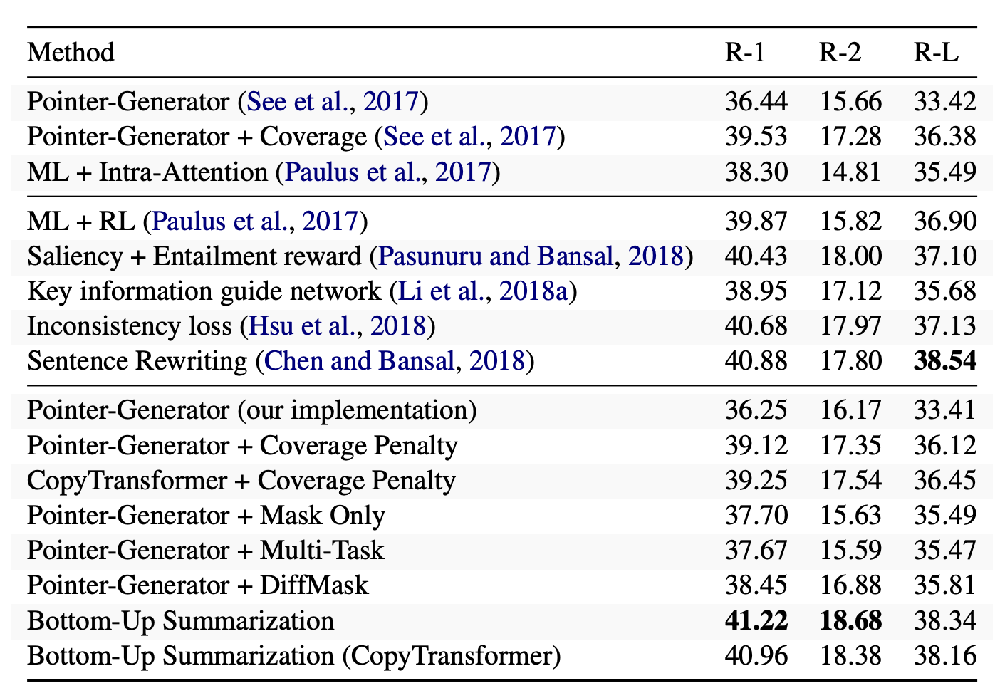 Method R-1 R-2 R-L
Pointer-Generator (See et al., 2017) 36.44 15.66 33.42
Pointer-Generator + Coverage (See et al., 2017) 39.53 17.28 36.38
ML + Intra-Attention (Paulus et al., 2017) 38.30 14.81 35.49
ML + RL (Paulus et al., 2017) 39.87 15.82 36.90
Saliency + Entailment reward (Pasunuru and Bansal, 2018) 40.43 18.00 37.10
Key information guide network (Li et al., 2018a) 38.95 17.12 35.68
Inconsistency loss (Hsu et al., 2018) 40.68 17.97 37.13
Sentence Rewriting (Chen and Bansal, 2018) 40.88 17.80 38.54
Pointer-Generator (our implementation) 36.25 16.17 33.41
Pointer-Generator + Coverage Penalty 39.12 17.35 36.12
CopyTransformer + Coverage Penalty 39.25 17.54 36.45
Pointer-Generator + Mask Only 37.70 15.63 35.49
Pointer-Generator + Multi-Task 37.67 15.59 35.47
Pointer-Generator + DiffMask 38.45 16.88 35.81
Bottom-Up Summarization 41.22 18.68 38.34
Bottom-Up Summarization (CopyTransformer) 40.96 18.38 38.16